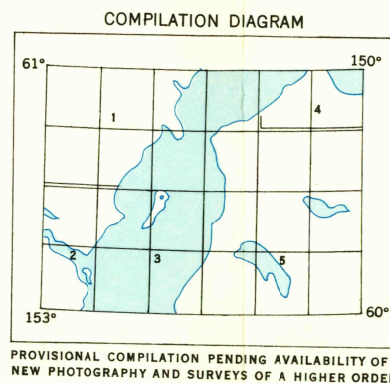 COMPILATION DIAGRAM
61° 150°
1 4
2 3 5
153° 60°
PROVISIONAL COMPILATION PENDING AVAILABILITY OF
NEW PHOTOGRAPHY AND SURVEYS OF A HIGHER ORDER